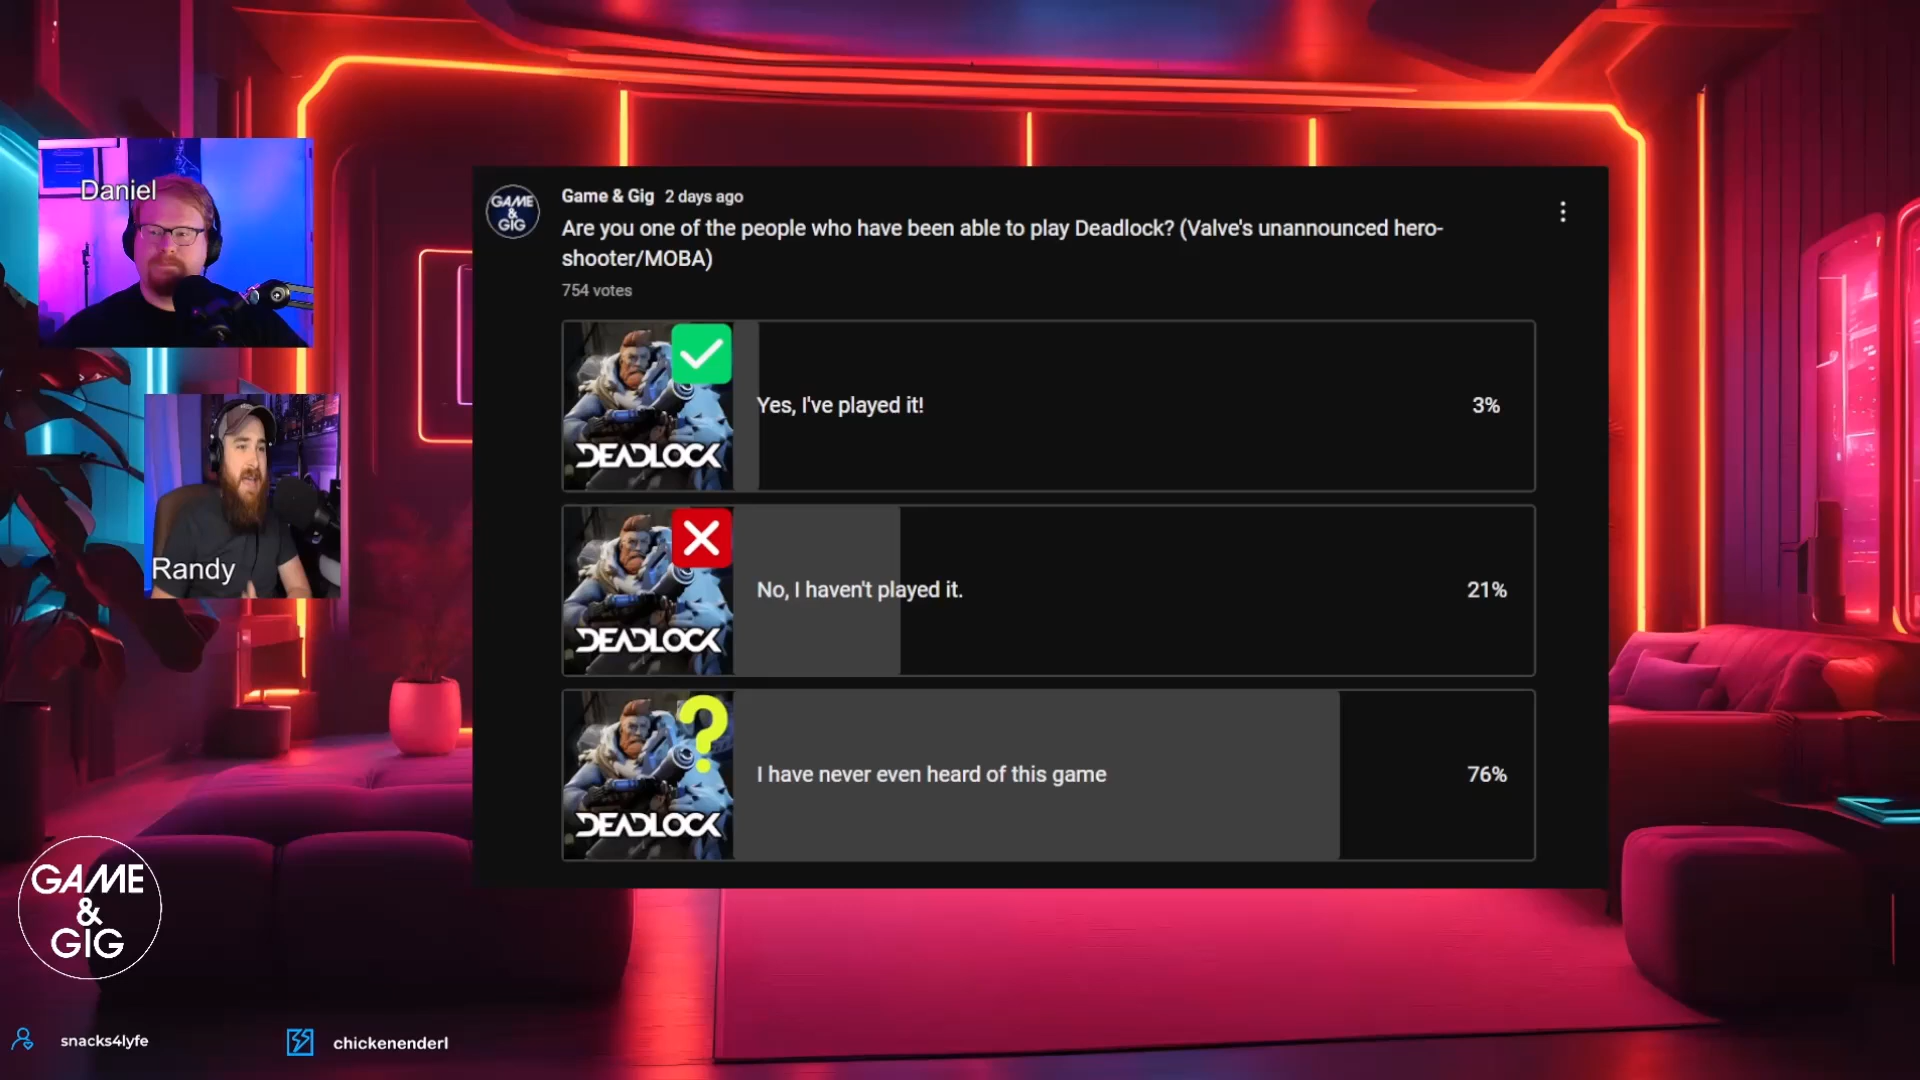 Daniel
Randy
GAME
&
GIG
Game & Gig 2 days ago
Are you one of the people who have been able to play Deadlock? (Valve's unannounced hero-
shooter/MOBA)
754 votes
DEADLOCK
Yes, I've played it!
3%
DEADLOCK
No, I haven't played it.
21%
DEADLOCK
I have never even heard of this game
76%
GAME
&
GIG
snacks4lyfe
chickenenderl